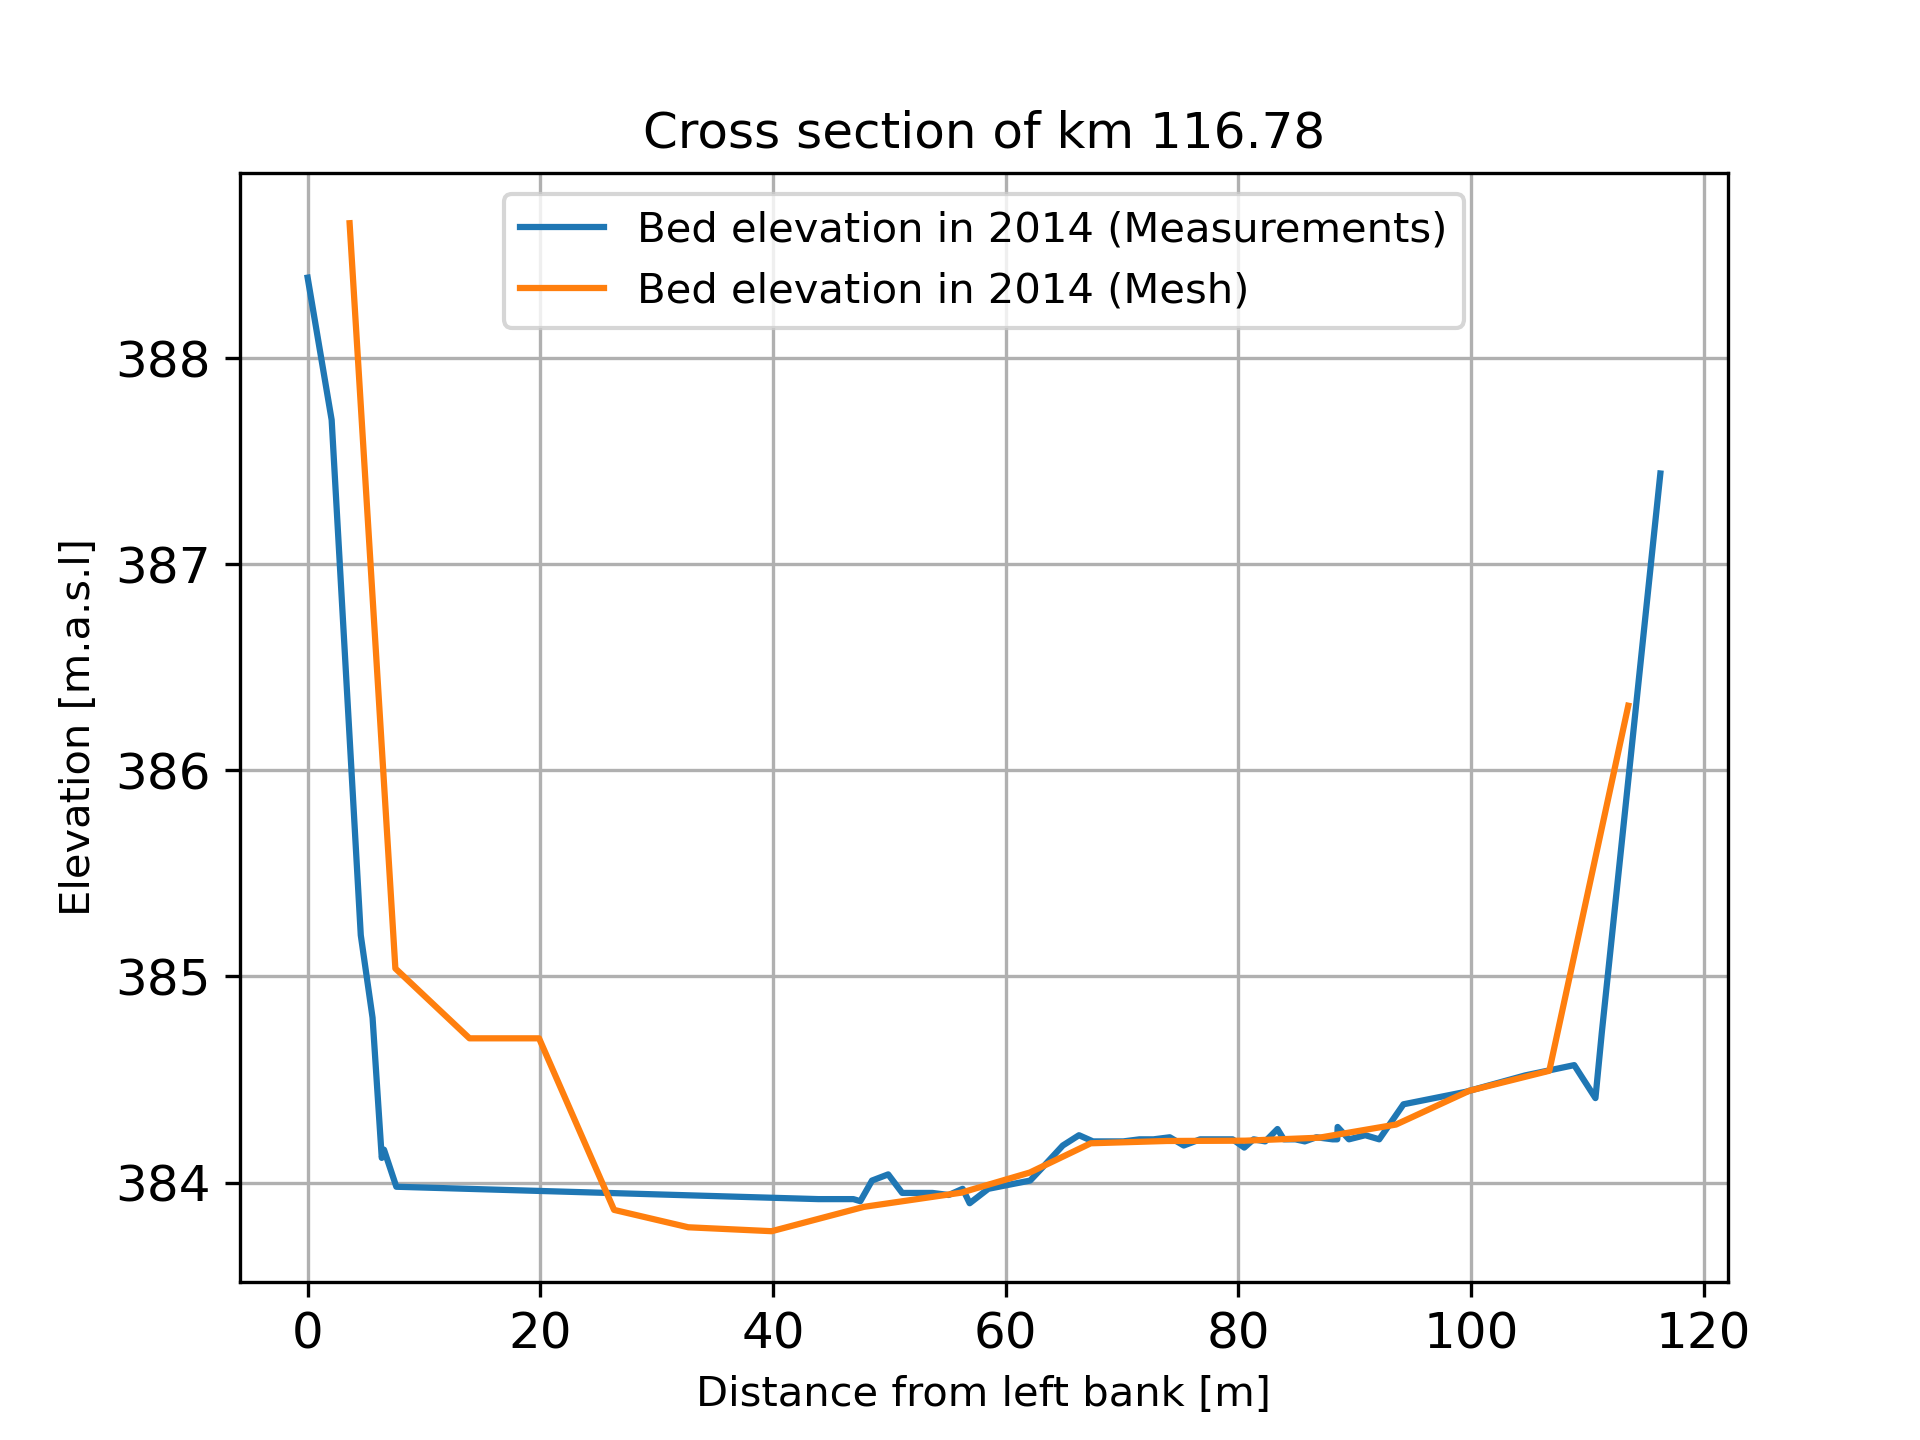 Cross section of km 116.78
Bed elevation in 2014 (Measurements)
Bed elevation in 2014 (Mesh)
388
387
386
385
384
Elevation [m.a.s.l]
0 20 40 60 80 100 120
Distance from left bank [m]